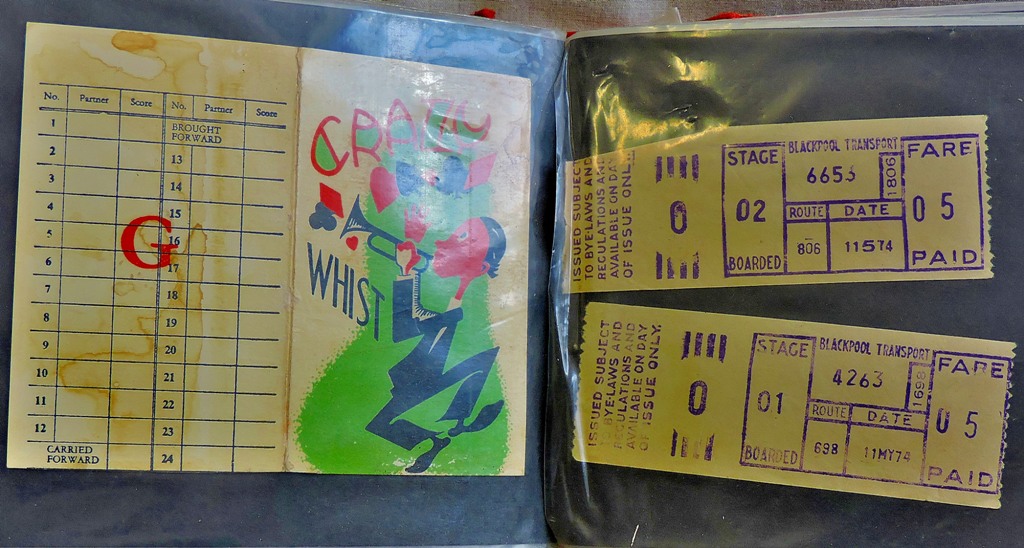 No. Partner Score No. Partner Score
1 BROUGHT FORWARD
2 13
3 14
4 15
5 16
6 17
7 18
8 19
9 20
10 21
11 22
12 23
CARRIED FORWARD 24
G
CRAZY
WHIST
ISSUED SUBJECT
TO BYE-LAWS AND
REGULATIONS AND
AVAILABLE ON DAY
OF ISSUE ONLY.
0
STAGE
02
BOARDED
BLACKPOOL TRANSPORT
6653
1806
ROUTE DATE
806 11574
FARE
05
PAID
ISSUED SUBJECT
TO BYE-LAWS AND
REGULATIONS AND
AVAILABLE ON DAY
OF ISSUE ONLY.
0
STAGE
01
BOARDED
BLACKPOOL TRANSPORT
4263
1698
ROUTE DATE
698 11MY74
FARE
05
PAID